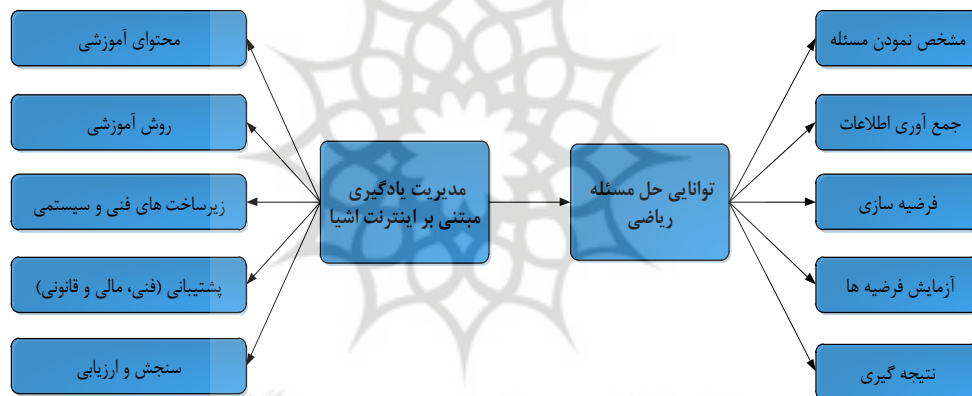 مشخص نمودن مسئله
جمع آوری اطلاعات
فرضیه سازی
آزمایش فرضیه ها
نتیجه گیری
توانایی حل مسئله
ریاضی
مدیریت یادگیری
مبتنی بر اینترنت اشیا
محتوای آموزشی
روش آموزشی
زیرساخت های فنی و سیستمی
پشتیبانی (فنی، مالی و قانونی)
سنجش و ارزیابی